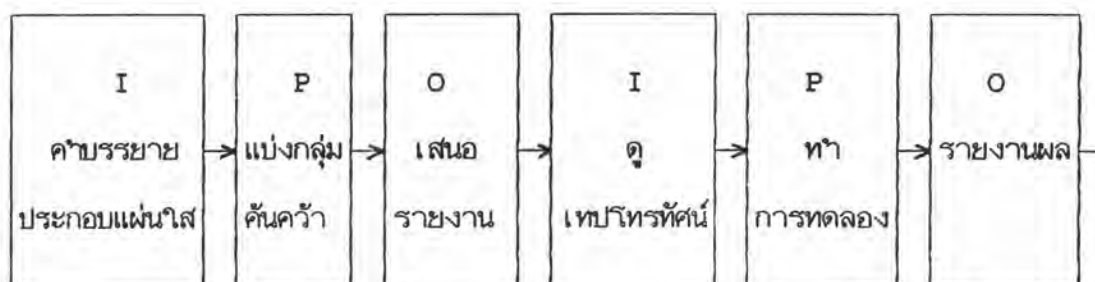 I
คำบรรยาย
ประกอบแผ่นใส
P
แบ่งกลุ่ม
ค้นคว้า
O
เสนอ
รายงาน
I
ดู
เทปโทรทัศน์
P
ทำ
การทดลอง
O
รายงานผล